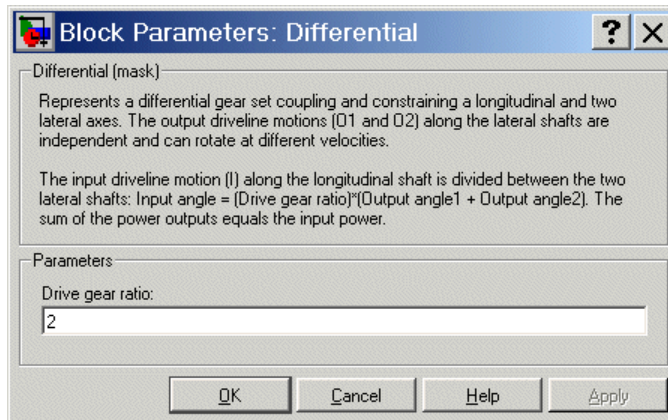 Block Parameters: Differential
Differential (mask)
Represents a differential gear set coupling and constraining a longitudinal and two
lateral axes. The output driveline motions (O1 and O2) along the lateral shafts are
independent and can rotate at different velocities.
The input driveline motion (I) along the longitudinal shaft is divided between the two
lateral shafts: Input angle = (Drive gear ratio)*(Output angle1 + Output angle2). The
sum of the power outputs equals the input power.
Parameters
Drive gear ratio:
2
OK Cancel Help Apply